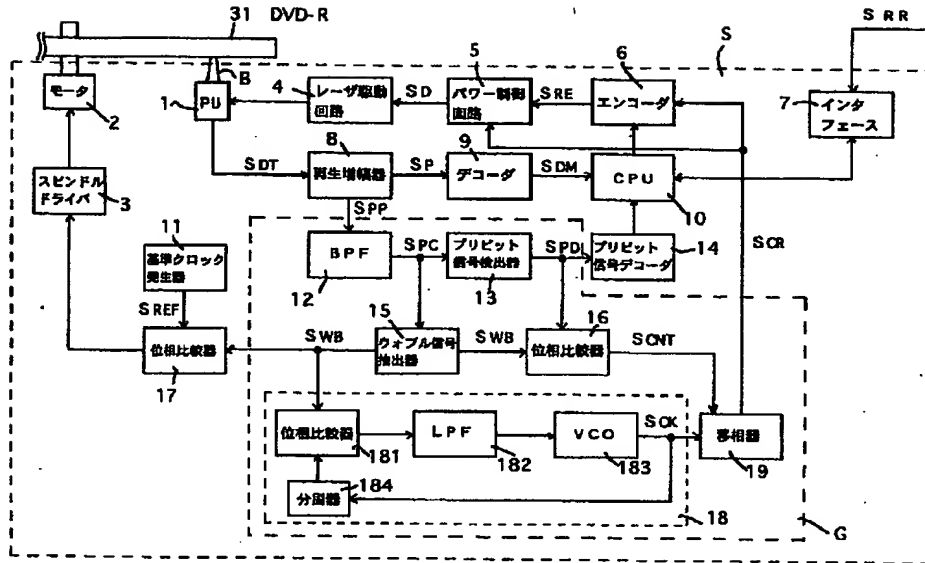 31 DVD-R
SRR
S
B
モータ
2
1
PU
4
レーザ駆動
回路
SD
5
パワー制御
回路
SRE
6
エンコーダ
7
インタ
フェース
SDT
8
再生増幅器
SP
9
デコーダ
SDM
CPU
10
スピンドル
ドライバ
3
SPP
11
基準クロック
発生器
BPF
12
SPC
プリピット
信号検出器
13
SPD
プリピット
信号デコーダ
14
SCR
SREF
位相比較器
17
SWB
15
ウォブル信号
抽出器
SWB
16
位相比較器
SCNT
位相比較器
181
LPF
182
VCO
183
SCK
移相器
19
分周器
184
18
G